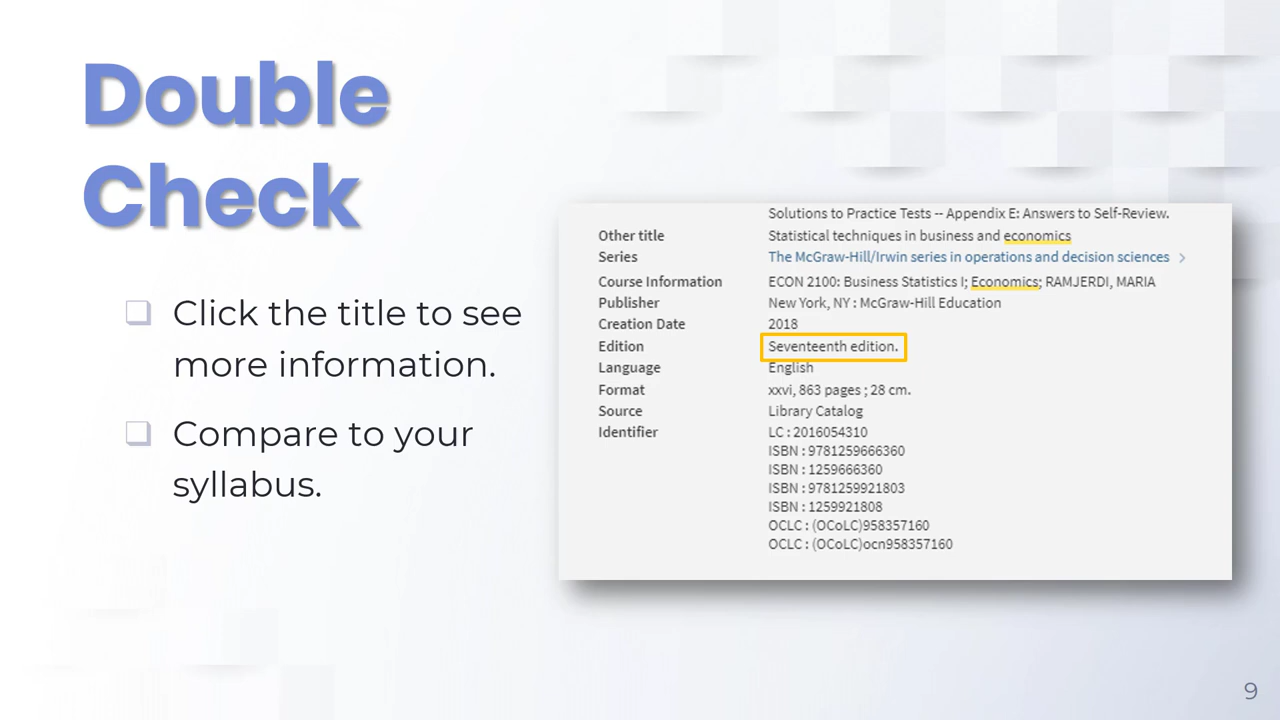 Double
Check
Click the title to see
more information.
Compare to your
syllabus.
Solutions to Practice Tests -- Appendix E: Answers to Self-Review.
Other title Statistical techniques in business and economics
Series The McGraw-Hill/Irwin series in operations and decision sciences
Course Information ECON 2100: Business Statistics I; Economics; RAMJERDI, MARIA
Publisher New York, NY : McGraw-Hill Education
Creation Date 2018
Edition Seventeenth edition.
Language English
Format xxvi, 863 pages ; 28 cm.
Source Library Catalog
Identifier LC : 2016054310
ISBN : 9781259666360
ISBN : 1259666360
ISBN : 9781259921803
ISBN : 1259921808
OCLC : (OCoLC)958357160
OCLC : (OCoLC)ocn958357160
9